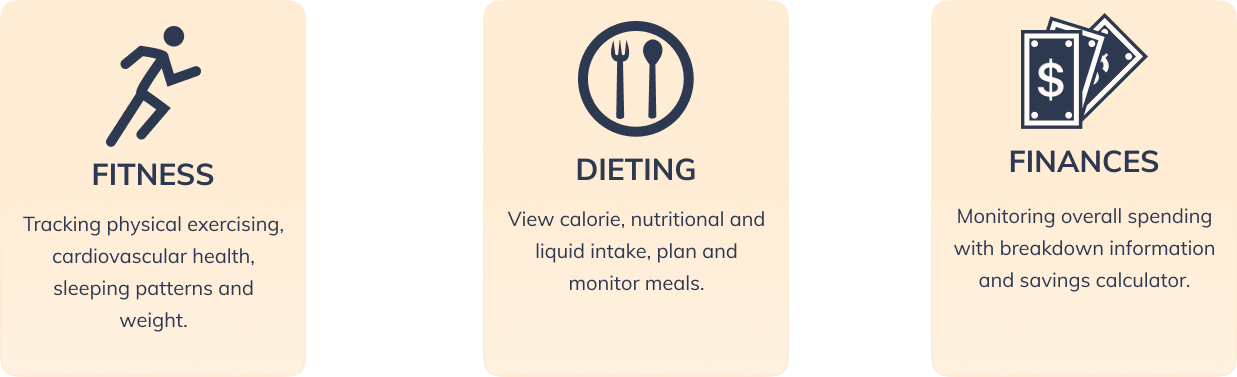 FITNESS
Tracking physical exercising,
cardiovascular health,
sleeping patterns and
weight.
DIETING
View calorie, nutritional and
liquid intake, plan and
monitor meals.
$
$
FINANCES
Monitoring overall spending
with breakdown information
and savings calculator.